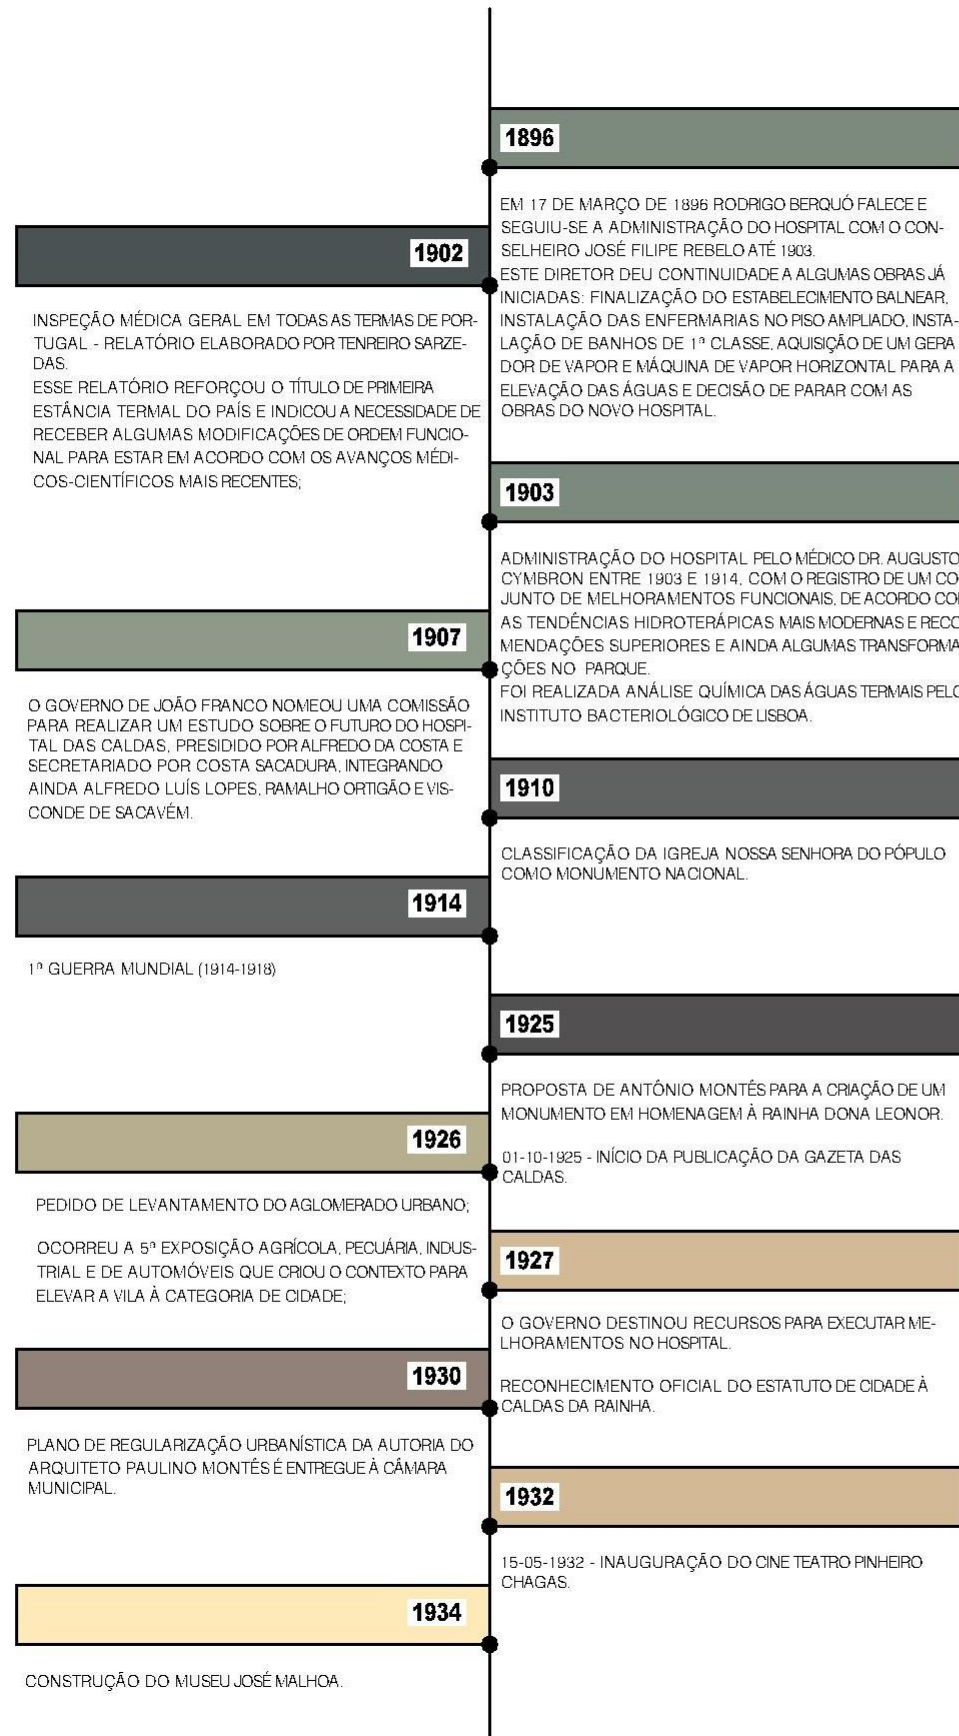 1896
EM 17 DE MARÇO DE 1896 RODRIGO BERQUÓ FALECE E
SEGUIU-SE A ADMINISTRAÇÃO DO HOSPITAL COM O CON-
SELHEIRO JOSÉ FILIPE REBELO ATÉ 1903.
ESTE DIRETOR DEU CONTINUIDADE A ALGUMAS OBRAS JÁ
INICIADAS: FINALIZAÇÃO DO ESTABELECIMENTO BALNEAR,
INSTALAÇÃO DAS ENFERMARIAS NO PISO AMPLIADO, INSTA-
LAÇÃO DE BANHOS DE 1ª CLASSE, AQUISIÇÃO DE UM GERA
DOR DE VAPOR E MÁQUINA DE VAPOR HORIZONTAL PARA A
ELEVAÇÃO DAS ÁGUAS E DECISÃO DE PARAR COM AS
OBRAS DO NOVO HOSPITAL.
1902
INSPEÇÃO MÉDICA GERAL EM TODAS AS TERMAS DE POR-
TUGAL - RELATÓRIO ELABORADO POR TENREIRO SARZE-
DAS.
ESSE RELATÓRIO REFORÇOU O TÍTULO DE PRIMEIRA
ESTÂNCIA TERMAL DO PAÍS E INDICOU A NECESSIDADE DE
RECEBER ALGUMAS MODIFICAÇÕES DE ORDEM FUNCIO-
NAL PARA ESTAR EM ACORDO COM OS AVANÇOS MÉDI-
COS-CIENTÍFICOS MAIS RECENTES;
1903
ADMINISTRAÇÃO DO HOSPITAL PELO MÉDICO DR. AUGUSTO
CYMBRON ENTRE 1903 E 1914, COM O REGISTRO DE UM CO
JUNTO DE MELHORAMENTOS FUNCIONAIS, DE ACORDO CO
AS TENDÊNCIAS HIDROTERÁPICAS MAIS MODERNAS E RECO
MENDAÇÕES SUPERIORES E AINDA ALGUMAS TRANSFORMA
ÇÕES NO PARQUE.
FOI REALIZADA ANÁLISE QUÍMICA DAS ÁGUAS TERMAIS PELO
INSTITUTO BACTERIOLÓGICO DE LISBOA.
1907
O GOVERNO DE JOÃO FRANCO NOMEOU UMA COMISSÃO
PARA REALIZAR UM ESTUDO SOBRE O FUTURO DO HOSPI-
TAL DAS CALDAS, PRESIDIDO POR ALFREDO DA COSTA E
SECRETARIADO POR COSTA SACADURA, INTEGRANDO
AINDA ALFREDO LUÍS LOPES, RAMALHO ORTIGÃO E VIS-
CONDE DE SACAVÉM.
1910
CLASSIFICAÇÃO DA IGREJA NOSSA SENHORA DO PÓPULO
COMO MONUMENTO NACIONAL.
1914
1ª GUERRA MUNDIAL (1914-1918)
1925
PROPOSTA DE ANTÔNIO MONTÊS PARA A CRIAÇÃO DE UM
MONUMENTO EM HOMENAGEM À RAINHA DONA LEONOR.
01-10-1925 - INÍCIO DA PUBLICAÇÃO DA GAZETA DAS
CALDAS.
1926
PEDIDO DE LEVANTAMENTO DO AGLOMERADO URBANO;
OCORREU A 5ª EXPOSIÇÃO AGRÍCOLA, PECUÁRIA, INDUS-
TRIAL E DE AUTOMÓVEIS QUE CRIOU O CONTEXTO PARA
ELEVAR A VILA À CATEGORIA DE CIDADE;
1927
O GOVERNO DESTINOU RECURSOS PARA EXECUTAR ME-
LHORAMENTOS NO HOSPITAL.
RECONHECIMENTO OFICIAL DO ESTATUTO DE CIDADE À
CALDAS DA RAINHA.
1930
PLANO DE REGULARIZAÇÃO URBANÍSTICA DA AUTORIA DO
ARQUITETO PAULINO MONTÊS É ENTREGUE À CÂMARA
MUNICIPAL.
1932
15-05-1932 - INAUGURAÇÃO DO CINE TEATRO PINHEIRO
CHAGAS.
1934
CONSTRUÇÃO DO MUSEU JOSÉ MALHOA.